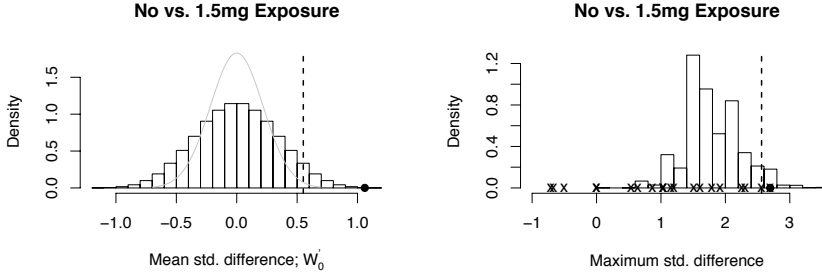 No vs. 1.5mg Exposure
Density
0.0 0.5 1.0 1.5
−1.0 −0.5 0.0 0.5 1.0
Mean std. difference; W₀′
No vs. 1.5mg Exposure
Density
0.0 0.4 0.8 1.2
−1 0 1 2 3
Maximum std. difference